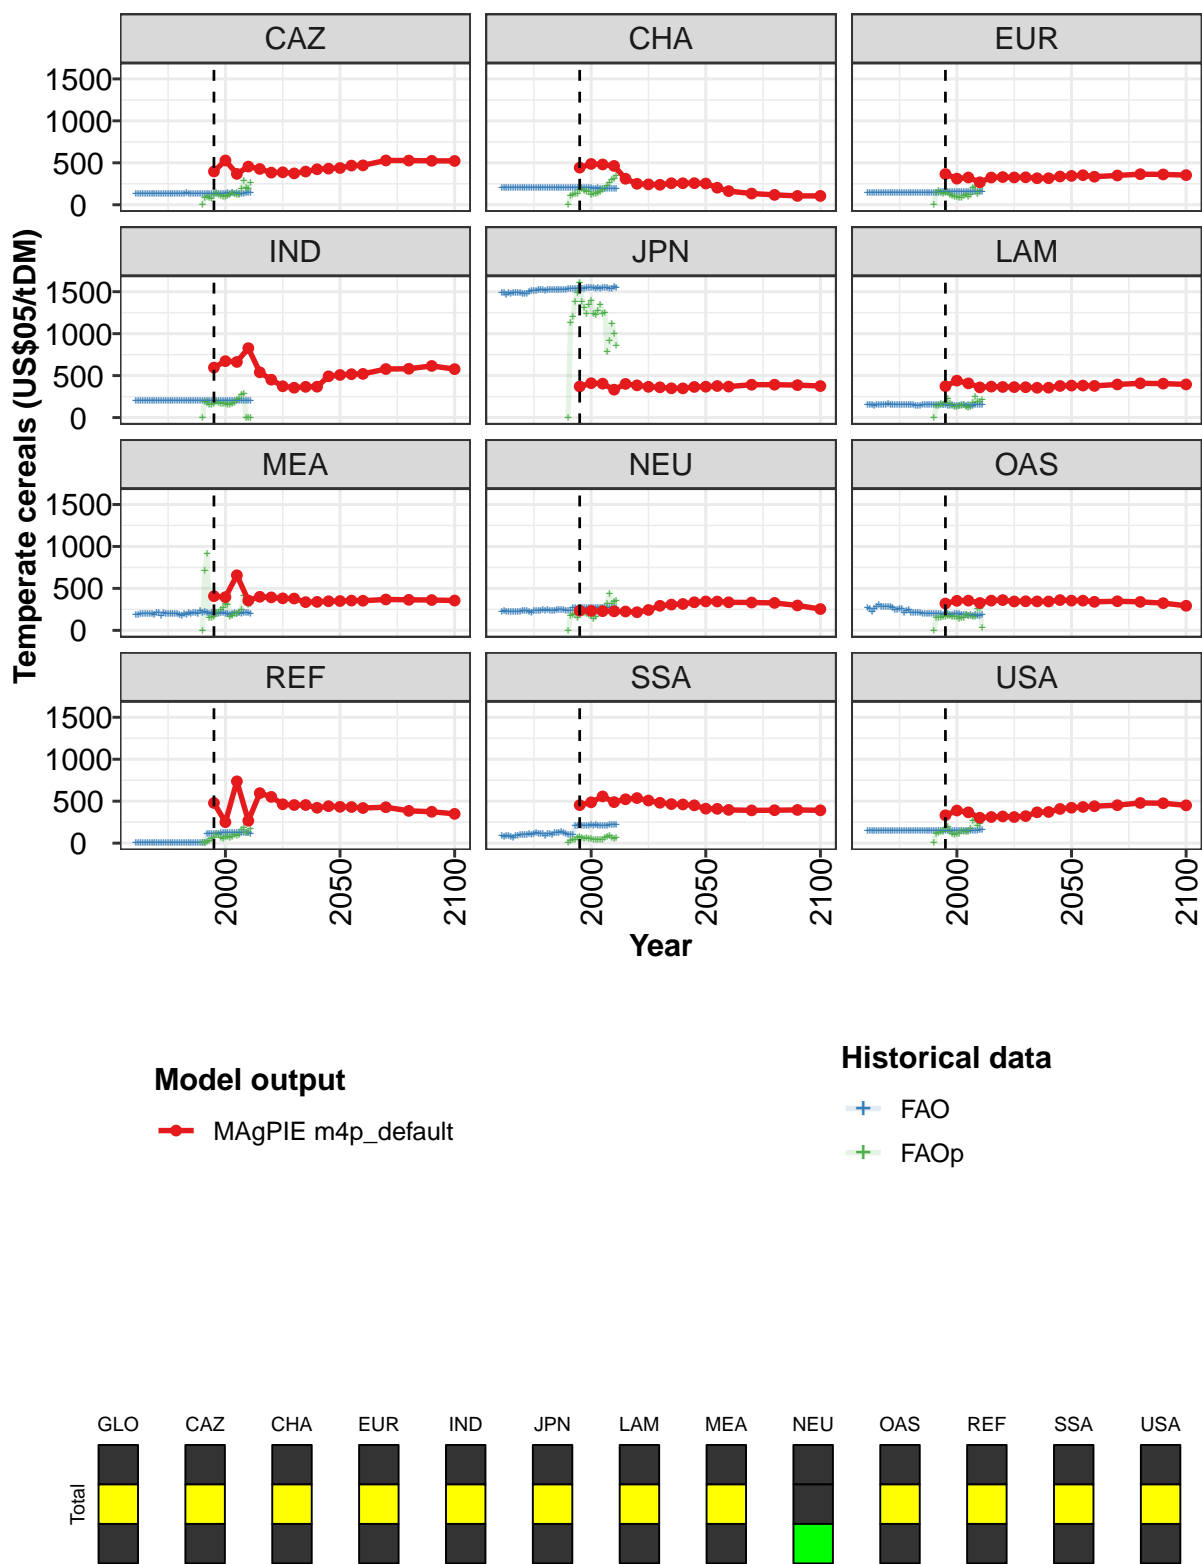 CAZ CHA EUR
1500
1000
500
0
IND JPN LAM
1500
1000
500
0
MEA NEU OAS
1500
1000
500
0
REF SSA USA
1500
1000
500
0
Temperate cereals (US$05/tDM)
2000 2050 2100 2000 2050 2100 2000 2050 2100
Year
Model output
MAgPIE m4p_default
Historical data
FAO
FAOp
GLO CAZ CHA EUR IND JPN LAM MEA NEU OAS REF SSA USA
Total